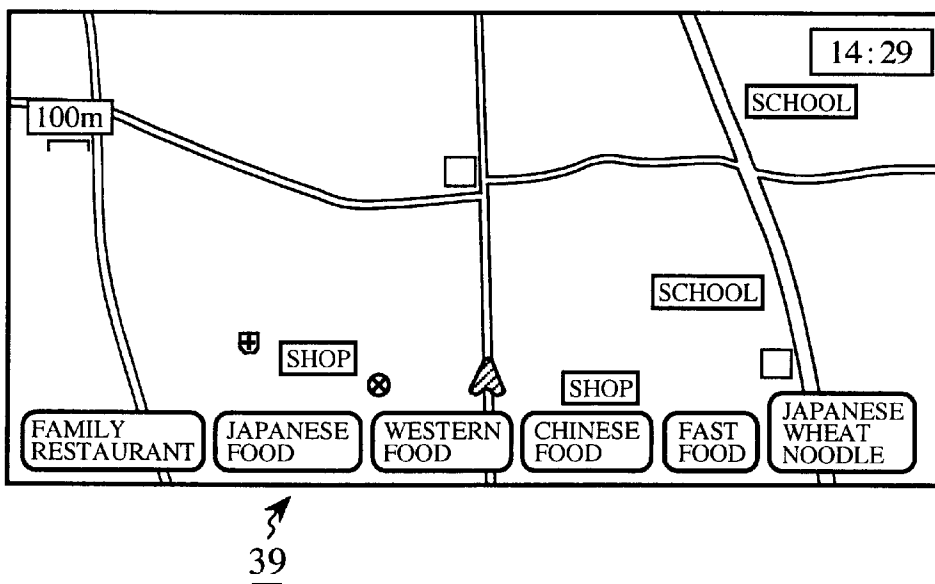 14:29
SCHOOL
100m
SCHOOL
SHOP
SHOP
FAMILY
RESTAURANT
JAPANESE
FOOD
WESTERN
FOOD
CHINESE
FOOD
FAST
FOOD
JAPANESE
WHEAT
NOODLE
39